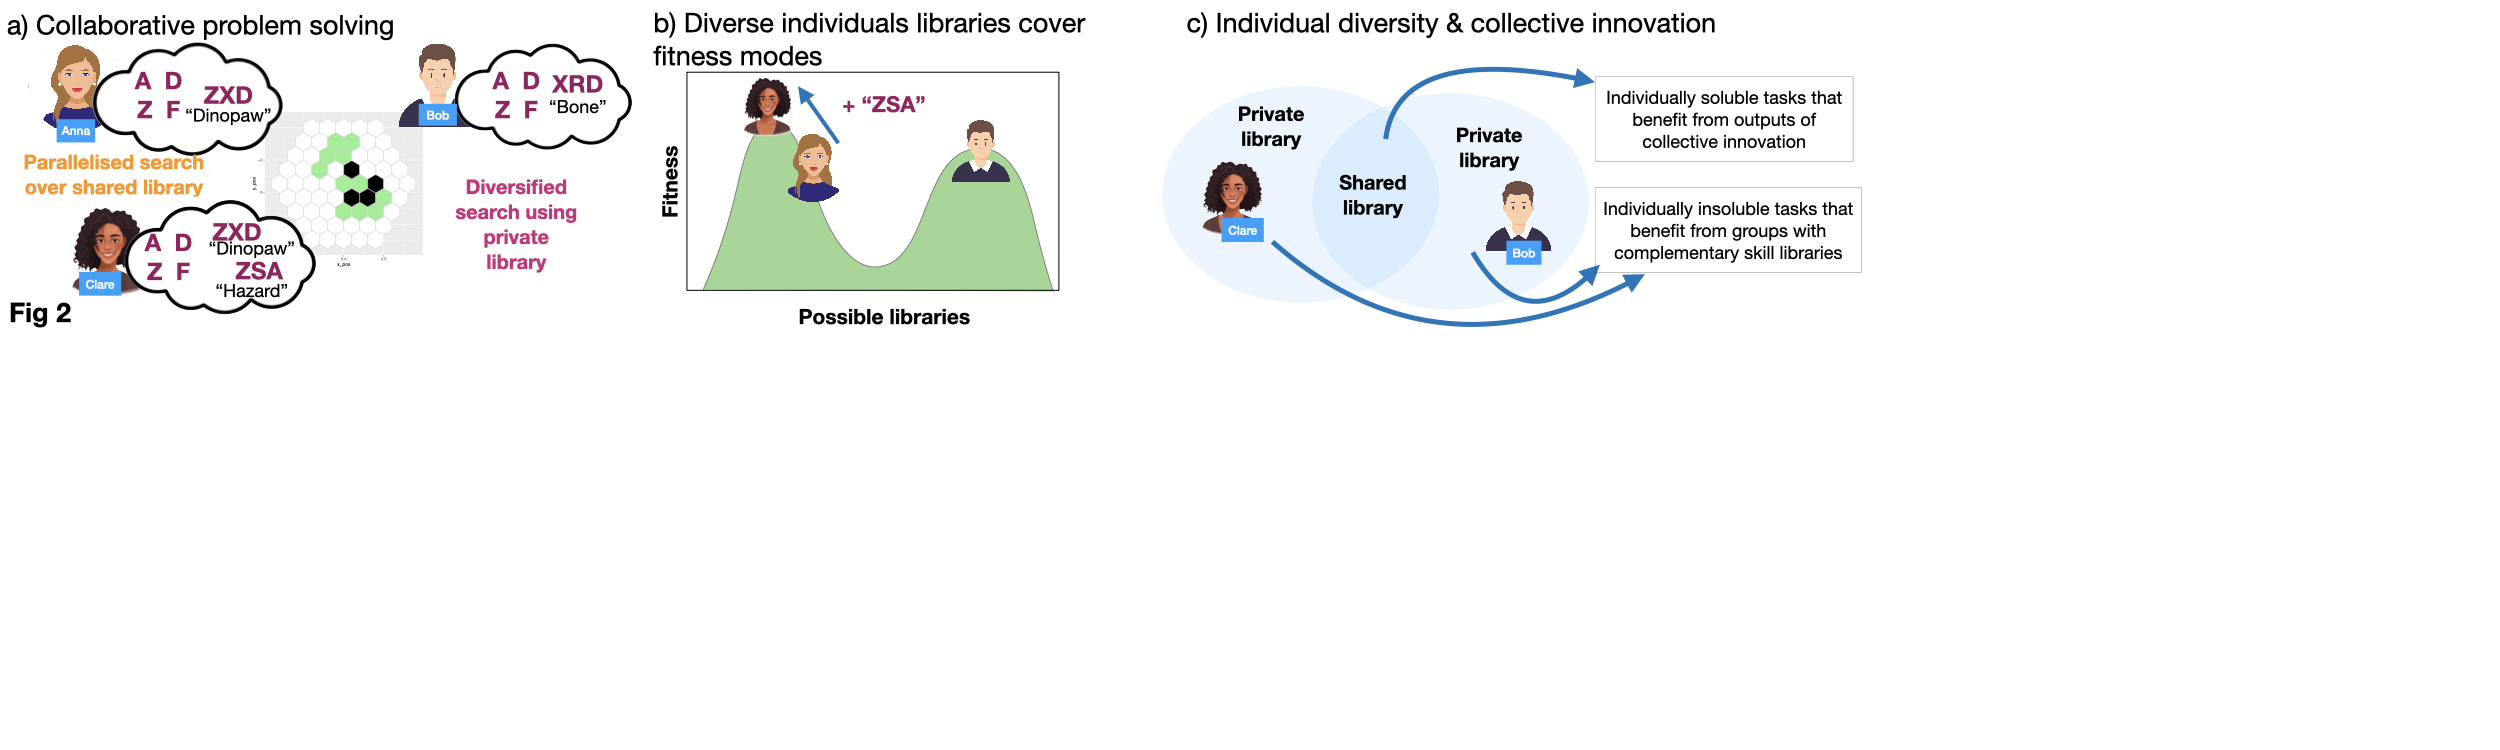 a) Collaborative problem solving
A D
Z F
ZXD
“Dinopaw”
Anna
A D
Z F
XRD
“Bone”
Bob
Parallelised search
over shared library
Diversified
search using
private
library
A D
Z F
ZXD
“Dinopaw”
ZSA
“Hazard”
Clare
x_pos
Fig 2
b) Diverse individuals libraries cover
fitness modes
+ “ZSA”
Fitness
Possible libraries
c) Individual diversity & collective innovation
Private
library
Clare
Shared
library
Private
library
Bob
Individually soluble tasks that
benefit from outputs of
collective innovation
Individually insoluble tasks that
benefit from groups with
complementary skill libraries